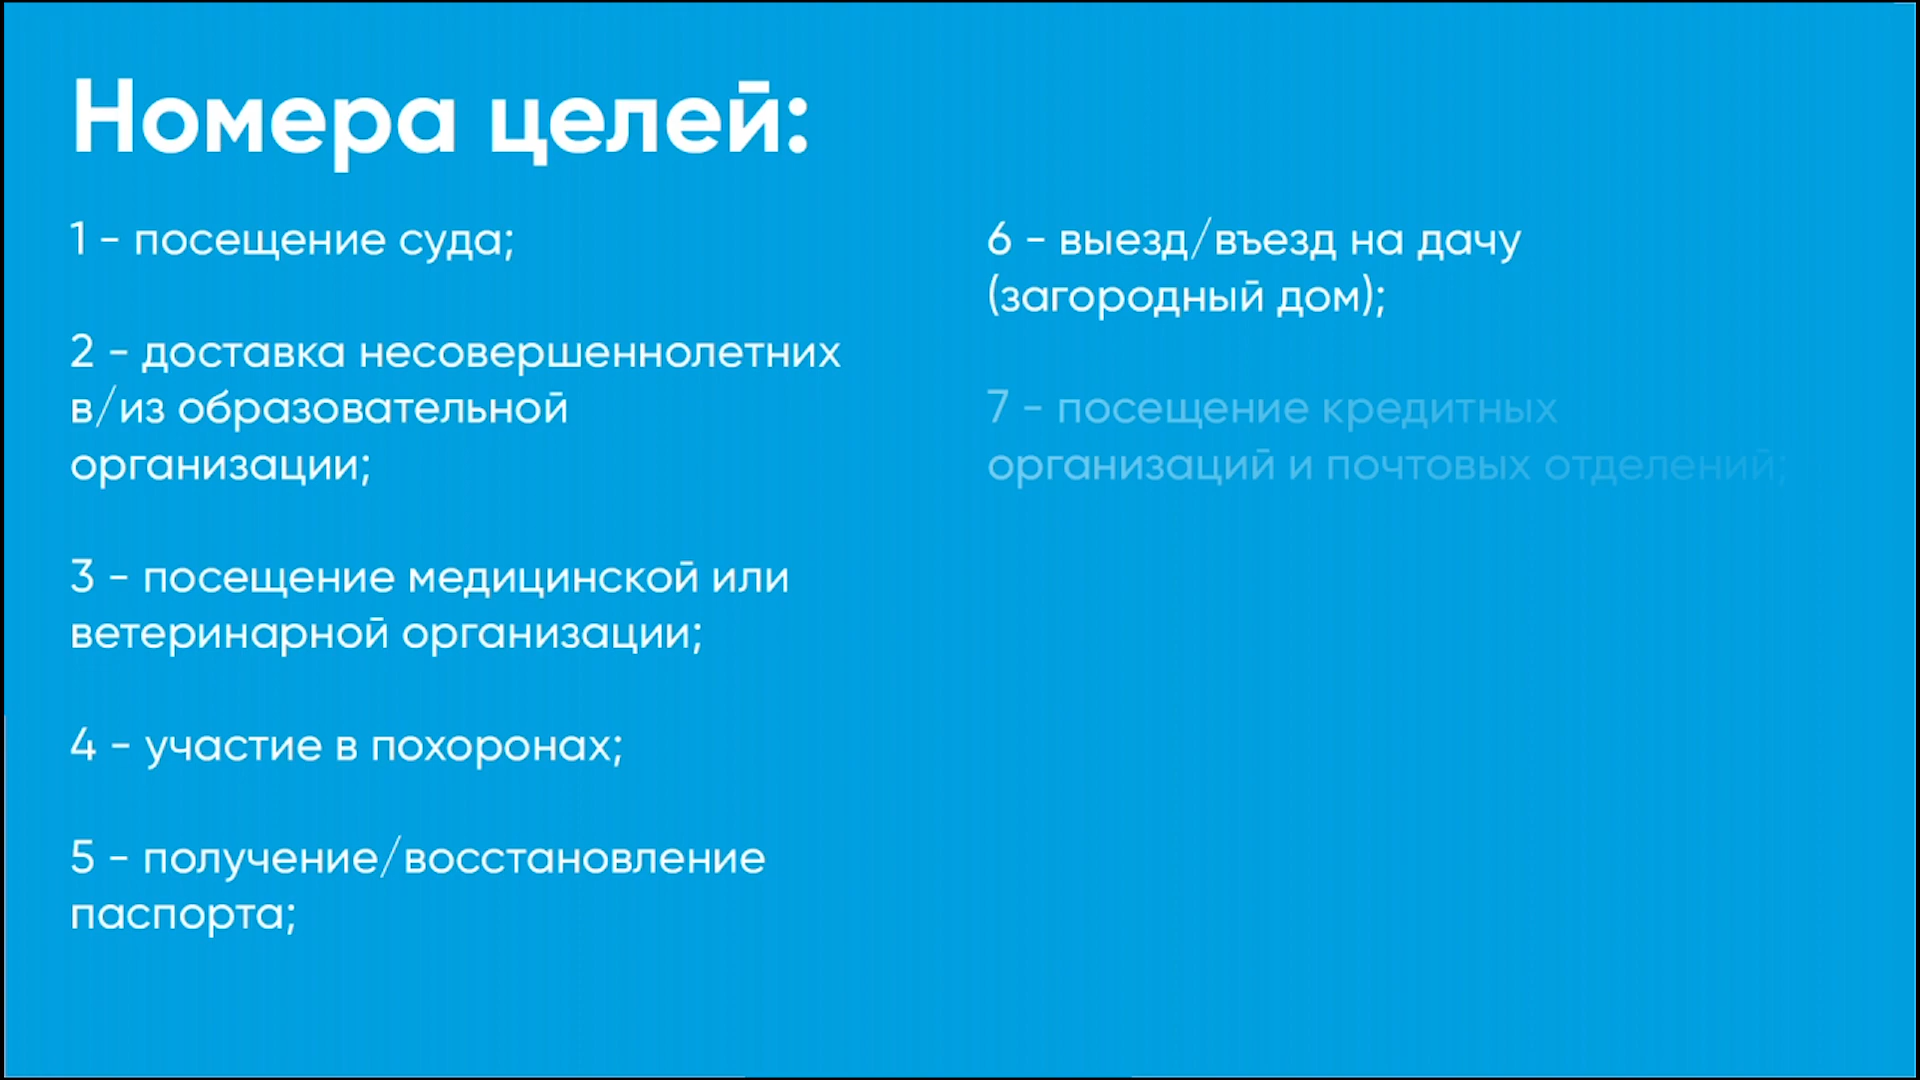 Номера целей:
1 - посещение суда;
2 - доставка несовершеннолетних
в/из образовательной
организации;
3 - посещение медицинской или
ветеринарной организации;
4 - участие в похоронах;
5 - получение/восстановление
паспорта;
6 - выезд/въезд на дачу
(загородный дом);
7 - посещение кредитных
организаций и почтовых отделений;